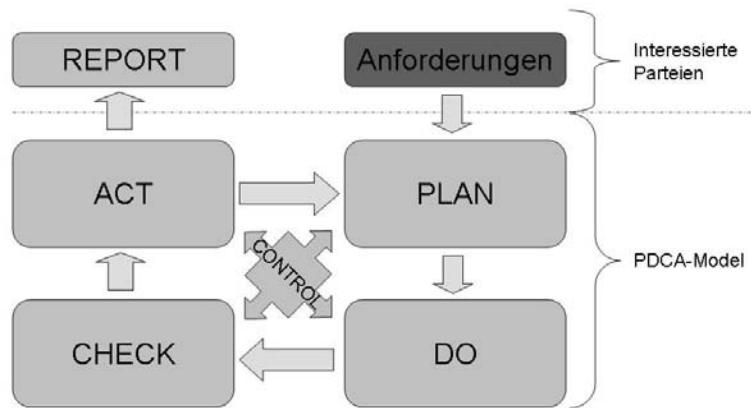 REPORT
Anforderungen
Interessierte
Parteien
ACT
PLAN
CONTROL
PDCA-Model
CHECK
DO